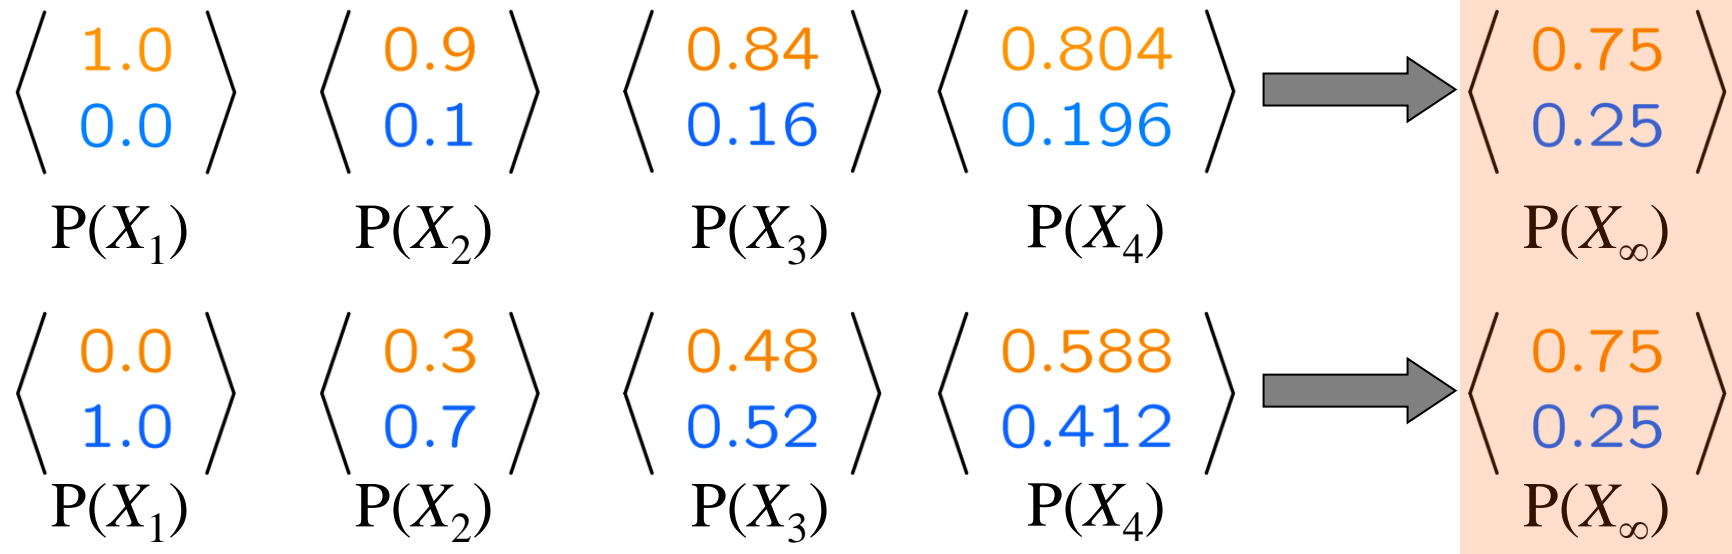 1.0 0.9 0.84 0.804 0.75
0.0 0.1 0.16 0.196 0.25
P(X₁) P(X₂) P(X₃) P(X₄) P(X∞)
0.0 0.3 0.48 0.588 0.75
1.0 0.7 0.52 0.412 0.25
P(X₁) P(X₂) P(X₃) P(X₄) P(X∞)